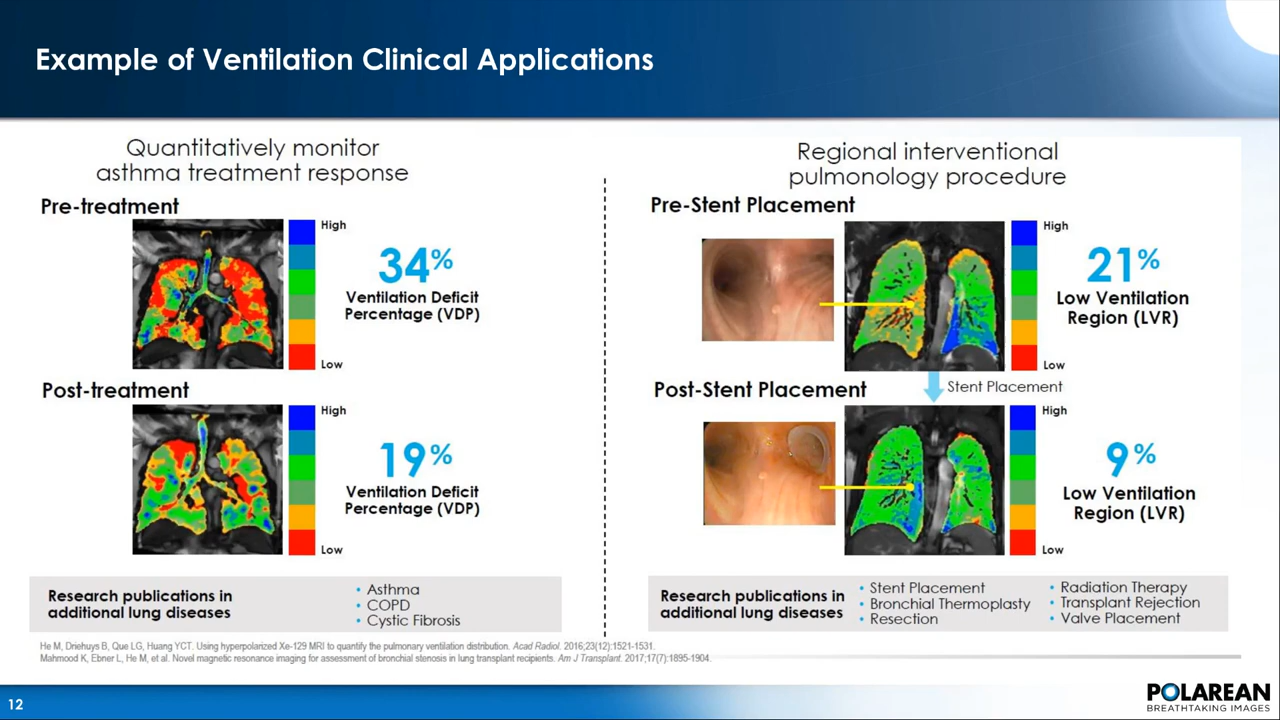 Example of Ventilation Clinical Applications
Quantitatively monitor
asthma treatment response
Pre-treatment
High
34%
Ventilation Deficit
Percentage (VDP)
Low
Post-treatment
High
19%
Ventilation Deficit
Percentage (VDP)
Low
Research publications in
additional lung diseases
• Asthma
• COPD
• Cystic Fibrosis
Regional interventional
pulmonology procedure
Pre-Stent Placement
High
21%
Low Ventilation
Region (LVR)
Low
Stent Placement
Post-Stent Placement
High
9%
Low Ventilation
Region (LVR)
Low
Research publications in
additional lung diseases
• Stent Placement
• Bronchial Thermoplasty
• Resection
• Radiation Therapy
• Transplant Rejection
• Valve Placement
He M, Driehuys B, Que LG, Huang YCT. Using hyperpolarized Xe-129 MRI to quantify the pulmonary ventilation distribution. Acad Radiol. 2016;23(12):1521-1531.
Mahmood K, Ebner L, He M, et al. Novel magnetic resonance imaging for assessment of bronchial stenosis in lung transplant recipients. Am J Transplant. 2017;17(7):1895-1904.
12
POLAREAN
BREATHTAKING IMAGES